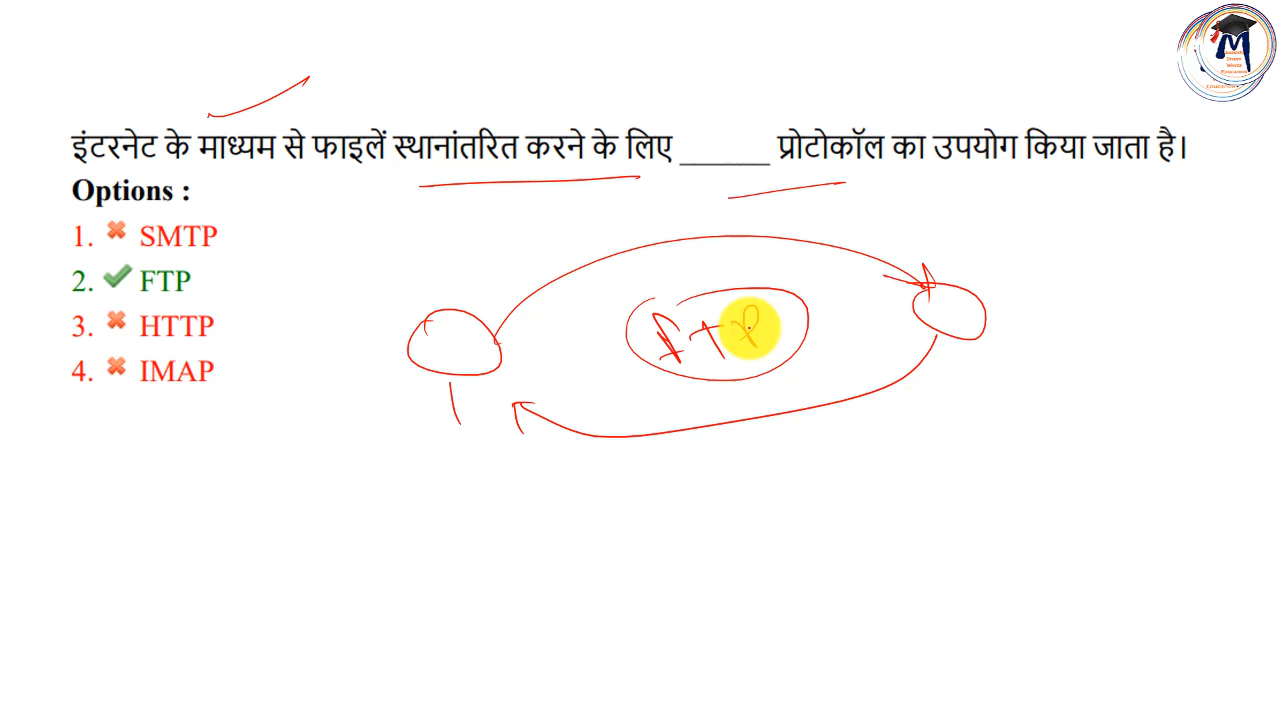 इंटरनेट के माध्यम से फाइलें स्थानांतरित करने के लिए ______ प्रोटोकॉल का उपयोग किया जाता है।
Options :
1. ✖ SMTP
2. ✔ FTP
3. ✖ HTTP
4. ✖ IMAP
FTP
M